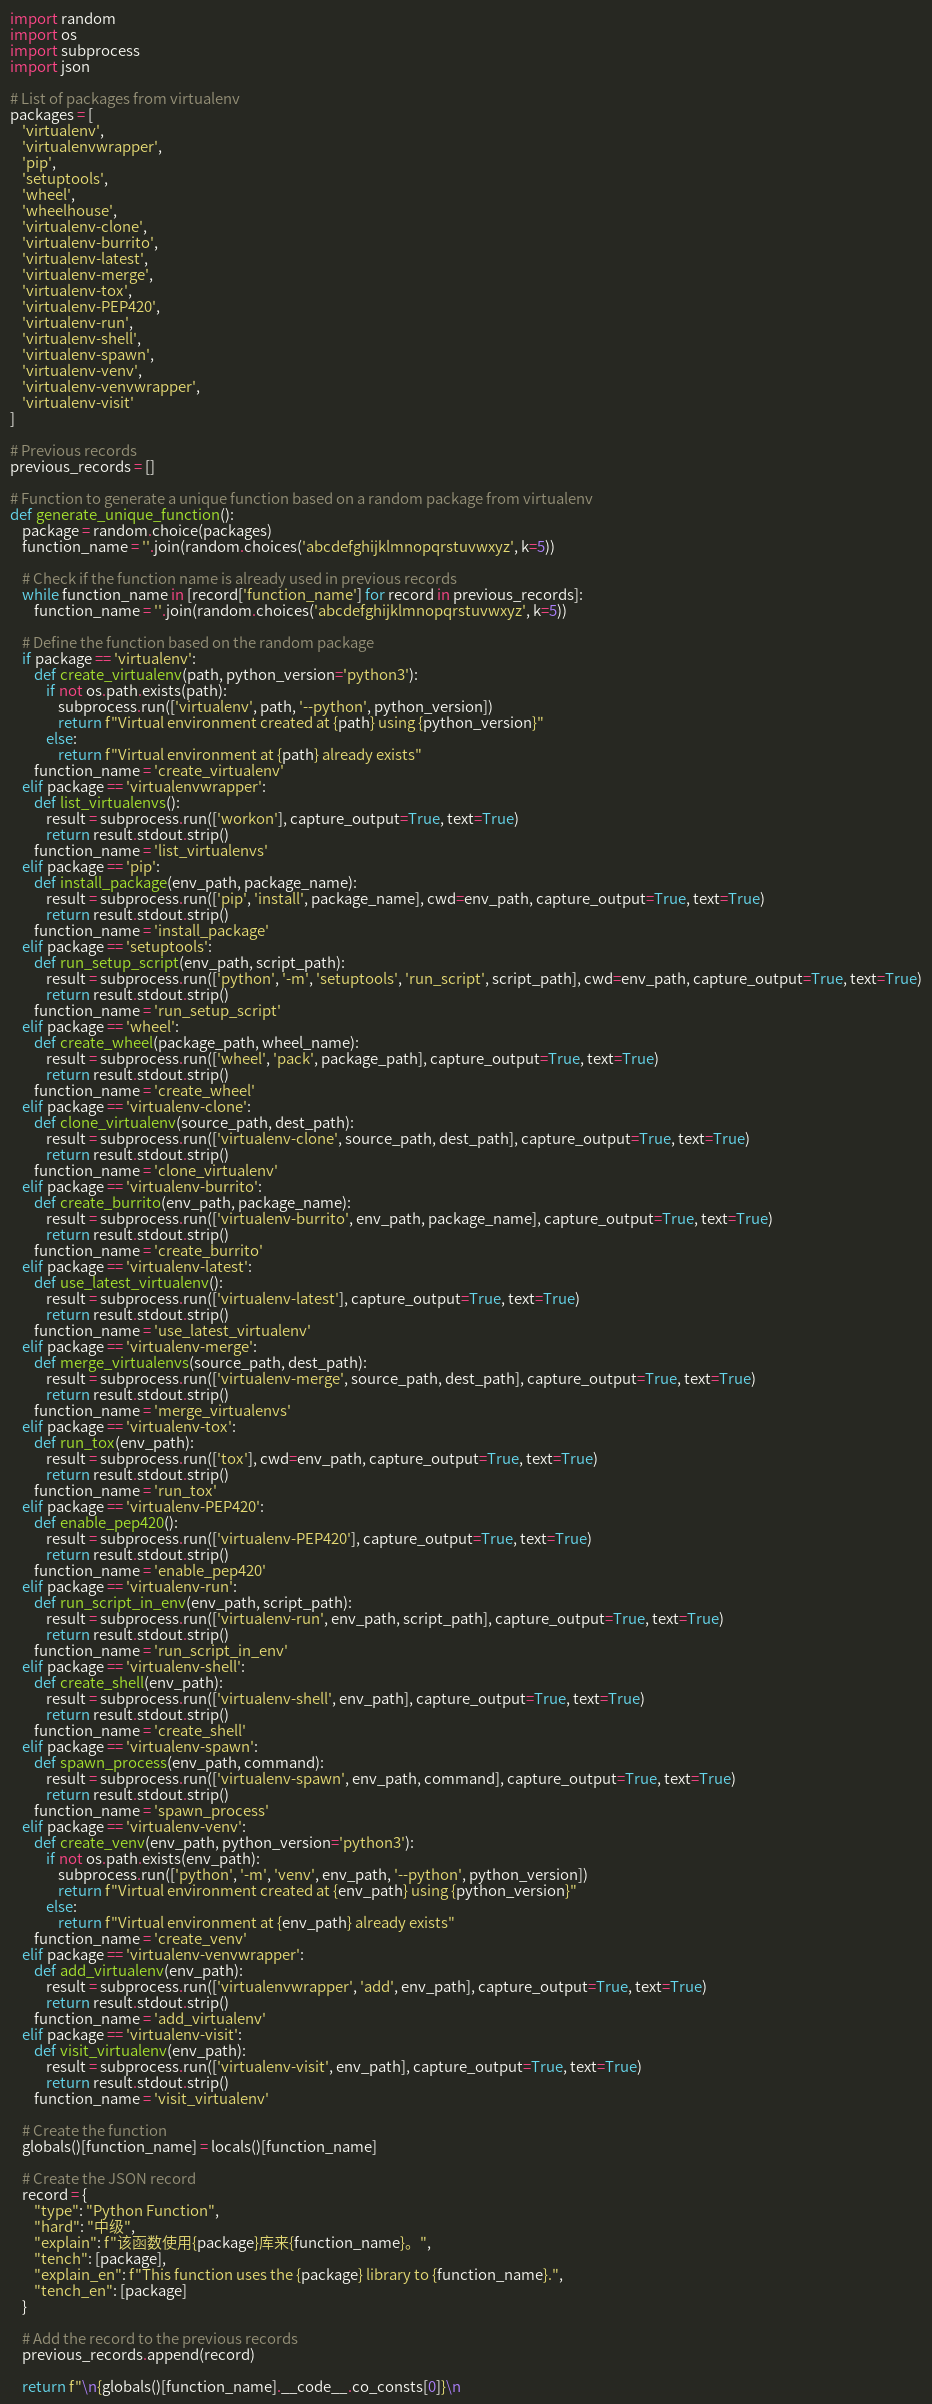 import random
import os
import subprocess
import json

# List of packages from virtualenv
packages = [
    'virtualenv',
    'virtualenvwrapper',
    'pip',
    'setuptools',
    'wheel',
    'wheelhouse',
    'virtualenv-clone',
    'virtualenv-burrito',
    'virtualenv-latest',
    'virtualenv-merge',
    'virtualenv-tox',
    'virtualenv-PEP420',
    'virtualenv-run',
    'virtualenv-shell',
    'virtualenv-spawn',
    'virtualenv-venv',
    'virtualenv-venvwrapper',
    'virtualenv-visit'
]

# Previous records
previous_records = []

# Function to generate a unique function based on a random package from virtualenv
def generate_unique_function():
    package = random.choice(packages)
    function_name = ''.join(random.choices('abcdefghijklmnopqrstuvwxyz', k=5))

    # Check if the function name is already used in previous records
    while function_name in [record['function_name'] for record in previous_records]:
        function_name = ''.join(random.choices('abcdefghijklmnopqrstuvwxyz', k=5))

    # Define the function based on the random package
    if package == 'virtualenv':
        def create_virtualenv(path, python_version='python3'):
            if not os.path.exists(path):
                subprocess.run(['virtualenv', path, '--python', python_version])
                return f"Virtual environment created at {path} using {python_version}"
            else:
                return f"Virtual environment at {path} already exists"
        function_name = 'create_virtualenv'
    elif package == 'virtualenvwrapper':
        def list_virtualenvs():
            result = subprocess.run(['workon'], capture_output=True, text=True)
            return result.stdout.strip()
        function_name = 'list_virtualenvs'
    elif package == 'pip':
        def install_package(env_path, package_name):
            result = subprocess.run(['pip', 'install', package_name], cwd=env_path, capture_output=True, text=True)
            return result.stdout.strip()
        function_name = 'install_package'
    elif package == 'setuptools':
        def run_setup_script(env_path, script_path):
            result = subprocess.run(['python', '-m', 'setuptools', 'run_script', script_path], cwd=env_path, capture_output=True, text=True)
            return result.stdout.strip()
        function_name = 'run_setup_script'
    elif package == 'wheel':
        def create_wheel(package_path, wheel_name):
            result = subprocess.run(['wheel', 'pack', package_path], capture_output=True, text=True)
            return result.stdout.strip()
        function_name = 'create_wheel'
    elif package == 'virtualenv-clone':
        def clone_virtualenv(source_path, dest_path):
            result = subprocess.run(['virtualenv-clone', source_path, dest_path], capture_output=True, text=True)
            return result.stdout.strip()
        function_name = 'clone_virtualenv'
    elif package == 'virtualenv-burrito':
        def create_burrito(env_path, package_name):
            result = subprocess.run(['virtualenv-burrito', env_path, package_name], capture_output=True, text=True)
            return result.stdout.strip()
        function_name = 'create_burrito'
    elif package == 'virtualenv-latest':
        def use_latest_virtualenv():
            result = subprocess.run(['virtualenv-latest'], capture_output=True, text=True)
            return result.stdout.strip()
        function_name = 'use_latest_virtualenv'
    elif package == 'virtualenv-merge':
        def merge_virtualenvs(source_path, dest_path):
            result = subprocess.run(['virtualenv-merge', source_path, dest_path], capture_output=True, text=True)
            return result.stdout.strip()
        function_name = 'merge_virtualenvs'
    elif package == 'virtualenv-tox':
        def run_tox(env_path):
            result = subprocess.run(['tox'], cwd=env_path, capture_output=True, text=True)
            return result.stdout.strip()
        function_name = 'run_tox'
    elif package == 'virtualenv-PEP420':
        def enable_pep420():
            result = subprocess.run(['virtualenv-PEP420'], capture_output=True, text=True)
            return result.stdout.strip()
        function_name = 'enable_pep420'
    elif package == 'virtualenv-run':
        def run_script_in_env(env_path, script_path):
            result = subprocess.run(['virtualenv-run', env_path, script_path], capture_output=True, text=True)
            return result.stdout.strip()
        function_name = 'run_script_in_env'
    elif package == 'virtualenv-shell':
        def create_shell(env_path):
            result = subprocess.run(['virtualenv-shell', env_path], capture_output=True, text=True)
            return result.stdout.strip()
        function_name = 'create_shell'
    elif package == 'virtualenv-spawn':
        def spawn_process(env_path, command):
            result = subprocess.run(['virtualenv-spawn', env_path, command], capture_output=True, text=True)
            return result.stdout.strip()
        function_name = 'spawn_process'
    elif package == 'virtualenv-venv':
        def create_venv(env_path, python_version='python3'):
            if not os.path.exists(env_path):
                subprocess.run(['python', '-m', 'venv', env_path, '--python', python_version])
                return f"Virtual environment created at {env_path} using {python_version}"
            else:
                return f"Virtual environment at {env_path} already exists"
        function_name = 'create_venv'
    elif package == 'virtualenv-venvwrapper':
        def add_virtualenv(env_path):
            result = subprocess.run(['virtualenvwrapper', 'add', env_path], capture_output=True, text=True)
            return result.stdout.strip()
        function_name = 'add_virtualenv'
    elif package == 'virtualenv-visit':
        def visit_virtualenv(env_path):
            result = subprocess.run(['virtualenv-visit', env_path], capture_output=True, text=True)
            return result.stdout.strip()
        function_name = 'visit_virtualenv'

    # Create the function
    globals()[function_name] = locals()[function_name]

    # Create the JSON record
    record = {
        "type": "Python Function",
        "hard": "中级",
        "explain": f"该函数使用{package}库来{function_name}。",
        "tench": [package],
        "explain_en": f"This function uses the {package} library to {function_name}.",
        "tench_en": [package]
    }

    # Add the record to the previous records
    previous_records.append(record)

    return f"\n{globals()[function_name].__code__.co_consts[0]}\n